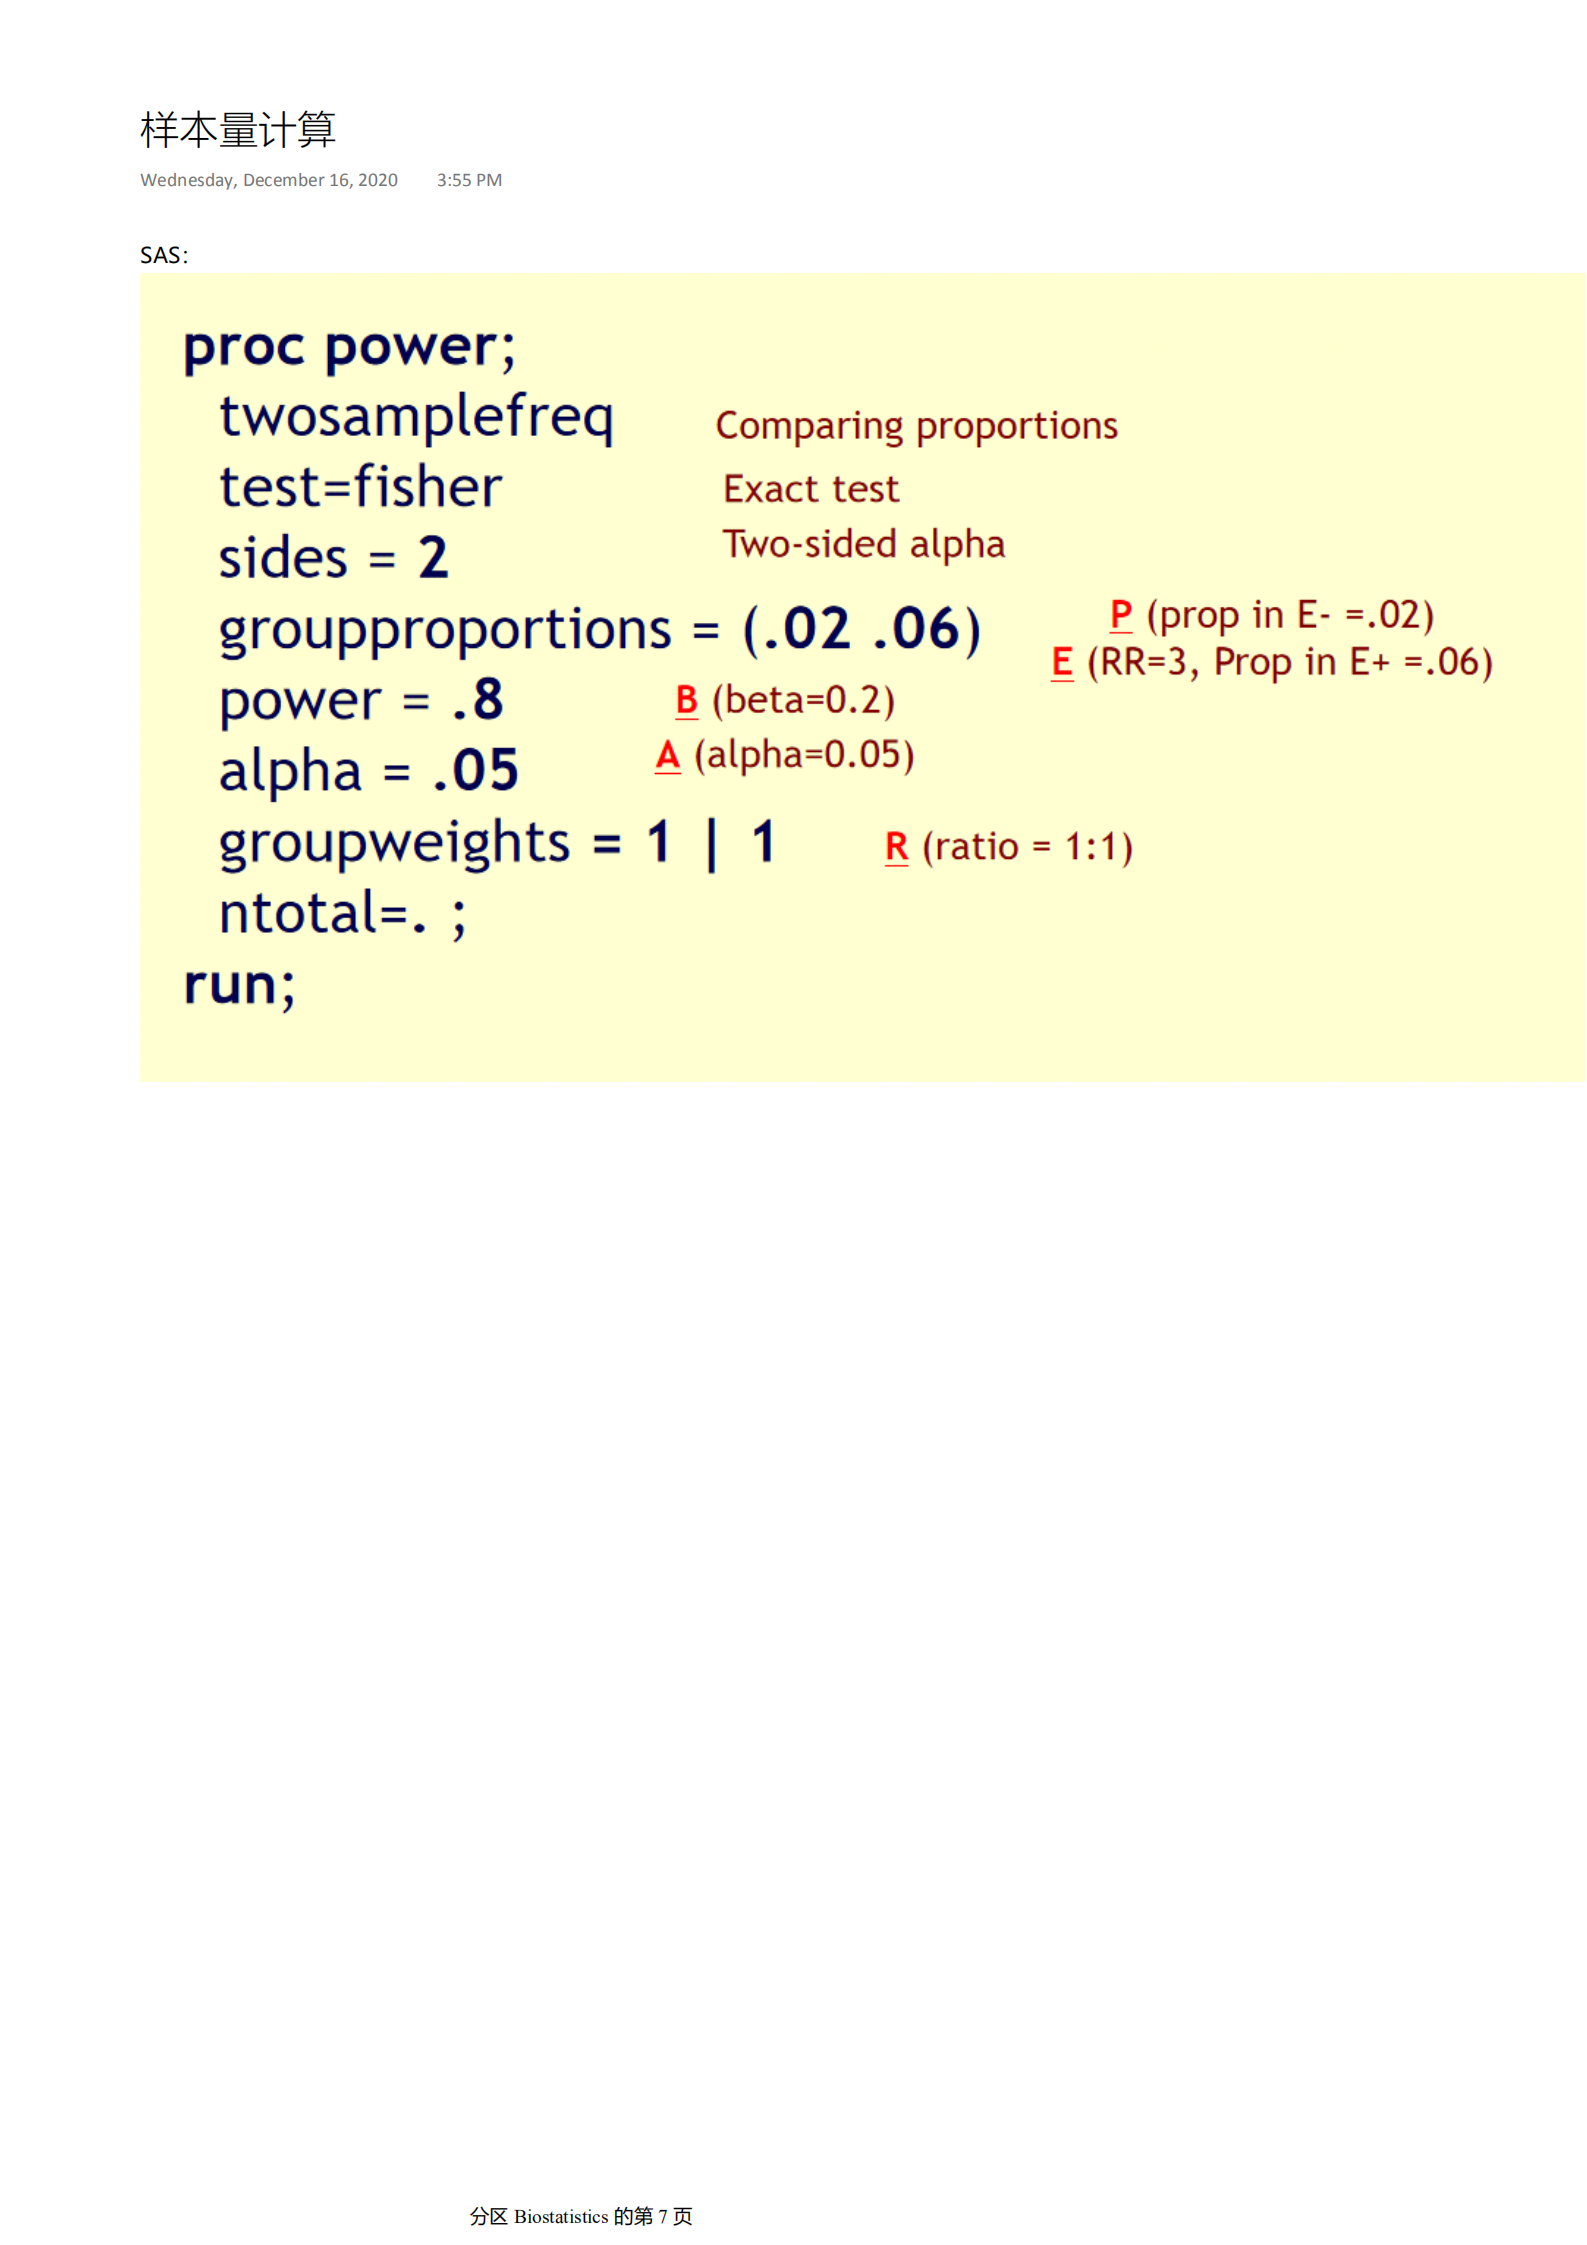 样本量计算
Wednesday, December 16, 2020 3:55 PM
SAS:
proc power;
twosamplefreq Comparing proportions
test=fisher Exact test
sides = 2 Two-sided alpha
groupproportions = (.02 .06) P (prop in E- =.02)
E (RR=3, Prop in E+ =.06)
power = .8 B (beta=0.2)
alpha = .05 A (alpha=0.05)
groupweights = 1 | 1 R (ratio = 1:1)
ntotal=. ;
run;
分区 Biostatistics 的第 7 页